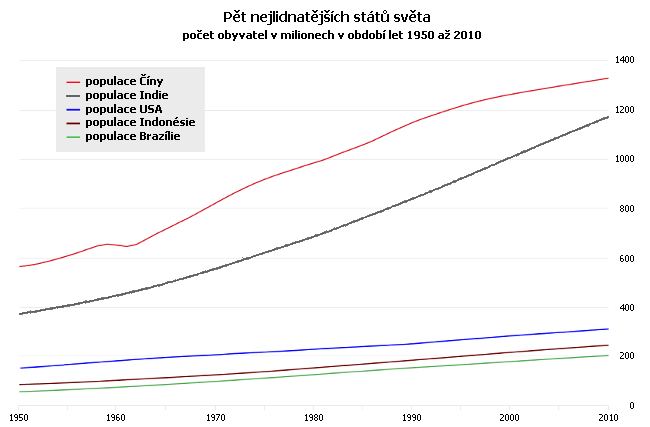 Pět nejlidnatějších států světa
počet obyvatel v milionech v období let 1950 až 2010
populace Číny
populace Indie
populace USA
populace Indonésie
populace Brazílie
1400
1200
1000
800
600
400
200
0
1950 1960 1970 1980 1990 2000 2010